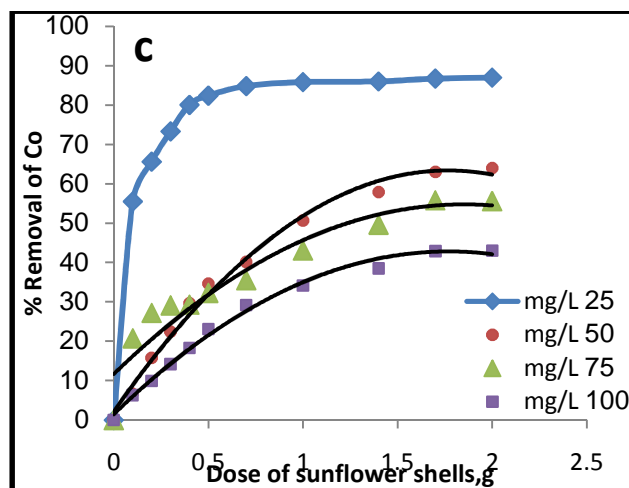 c
100
90
80
70
60
50
40
30
20
10
0
% Removal of Co
mg/L 25
mg/L 50
mg/L 75
mg/L 100
0 0.5 1 1.5 2 2.5
Dose of sunflower shells,g